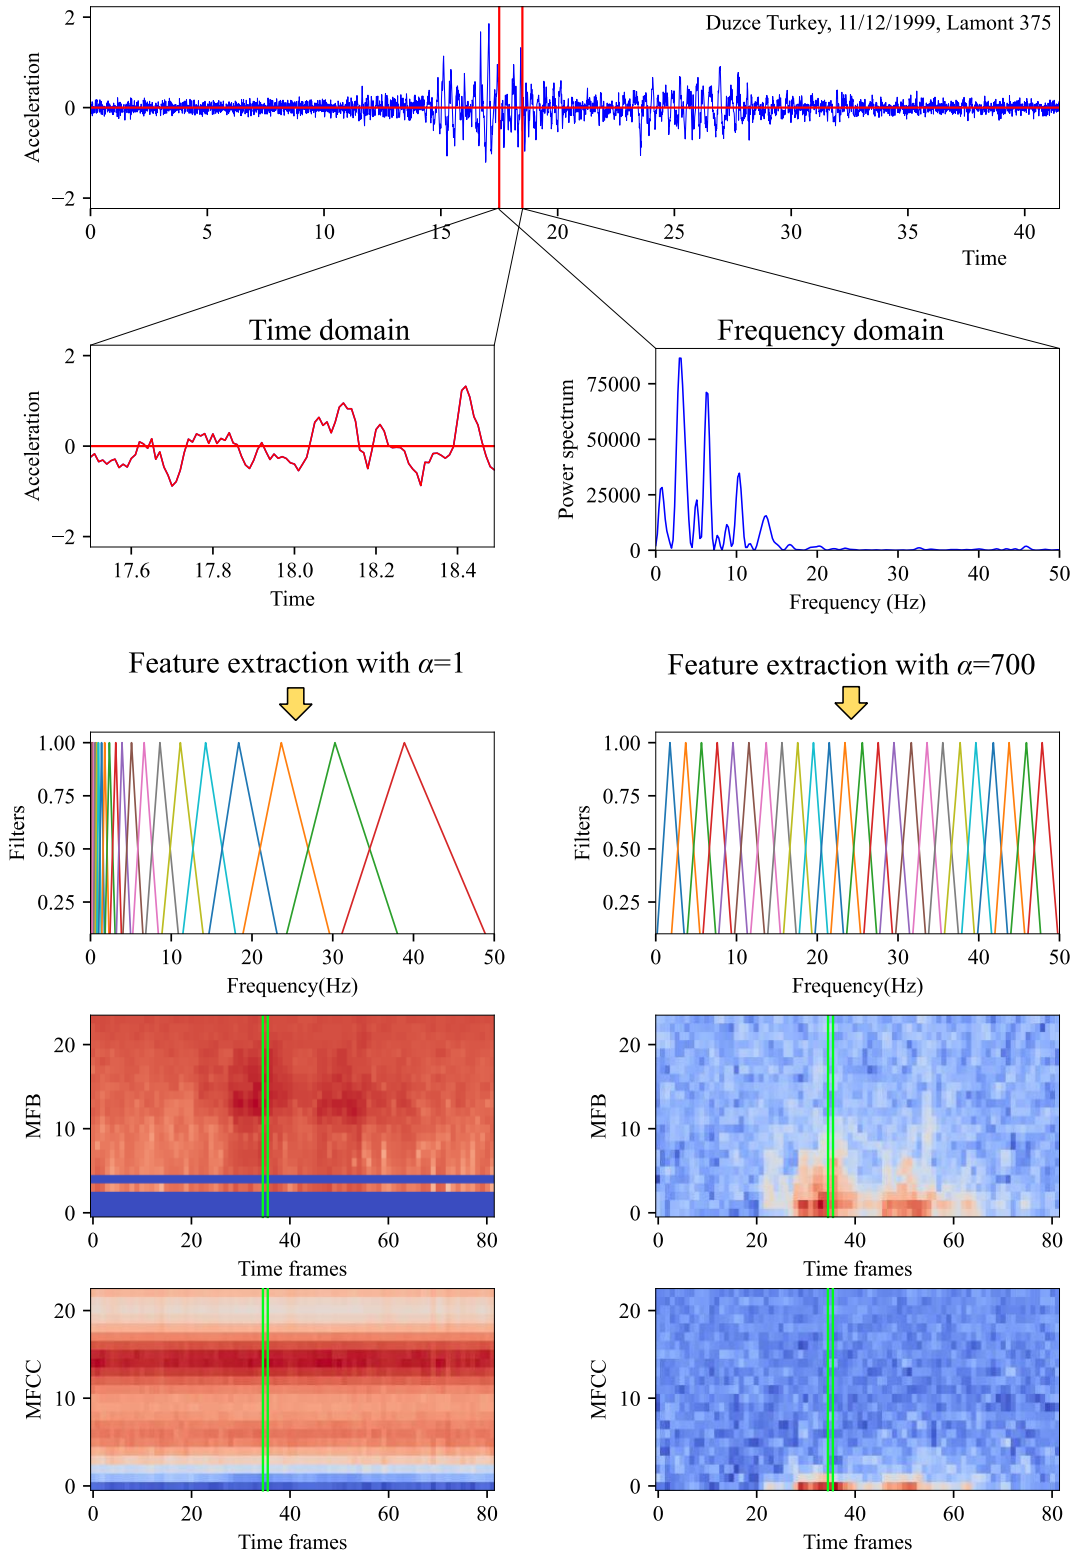 Duzce Turkey, 11/12/1999, Lamont 375
Acceleration
2
0
−2
0 5 10 15 20 25 30 35 40
Time
Time domain
Acceleration
2
0
−2
17.6 17.8 18.0 18.2 18.4
Time
Frequency domain
Power spectrum
75000
50000
25000
0
0 10 20 30 40 50
Frequency (Hz)
Feature extraction with α=1
Feature extraction with α=700
Filters
1.00
0.75
0.50
0.25
0 10 20 30 40 50
Frequency(Hz)
Filters
1.00
0.75
0.50
0.25
0 10 20 30 40 50
Frequency(Hz)
MFB
20
10
0
0 20 40 60 80
Time frames
MFB
20
10
0
0 20 40 60 80
Time frames
MFCC
20
10
0
0 20 40 60 80
Time frames
MFCC
20
10
0
0 20 40 60 80
Time frames